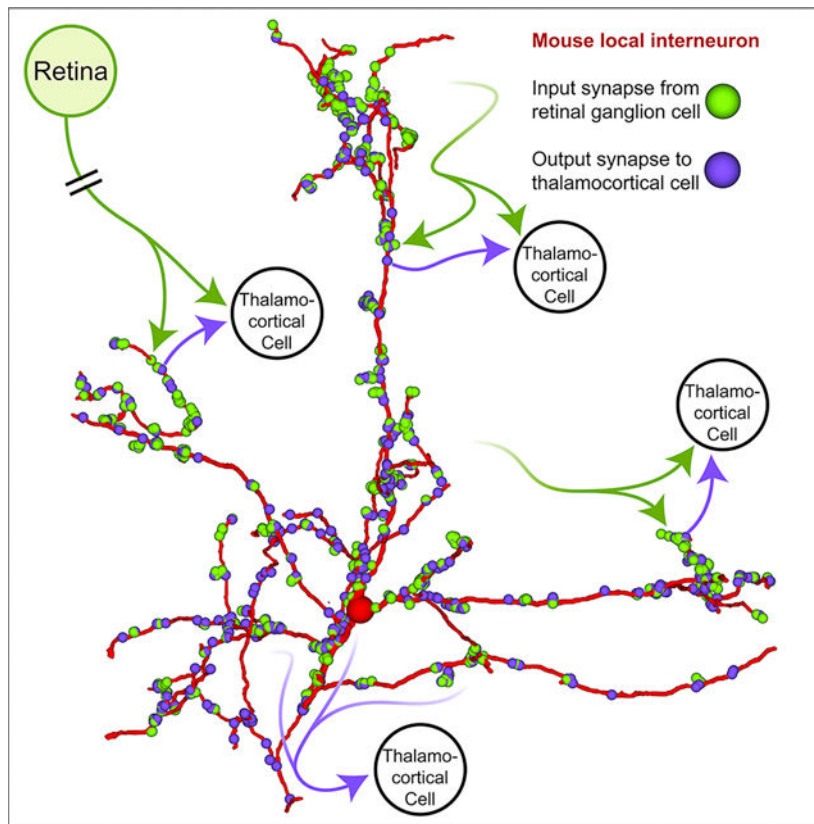 Retina
Mouse local interneuron
Input synapse from
retinal ganglion cell
Output synapse to
thalamocortical cell
Thalamo-
cortical
Cell
Thalamo-
cortical
Cell
Thalamo-
cortical
Cell
Thalamo-
cortical
Cell